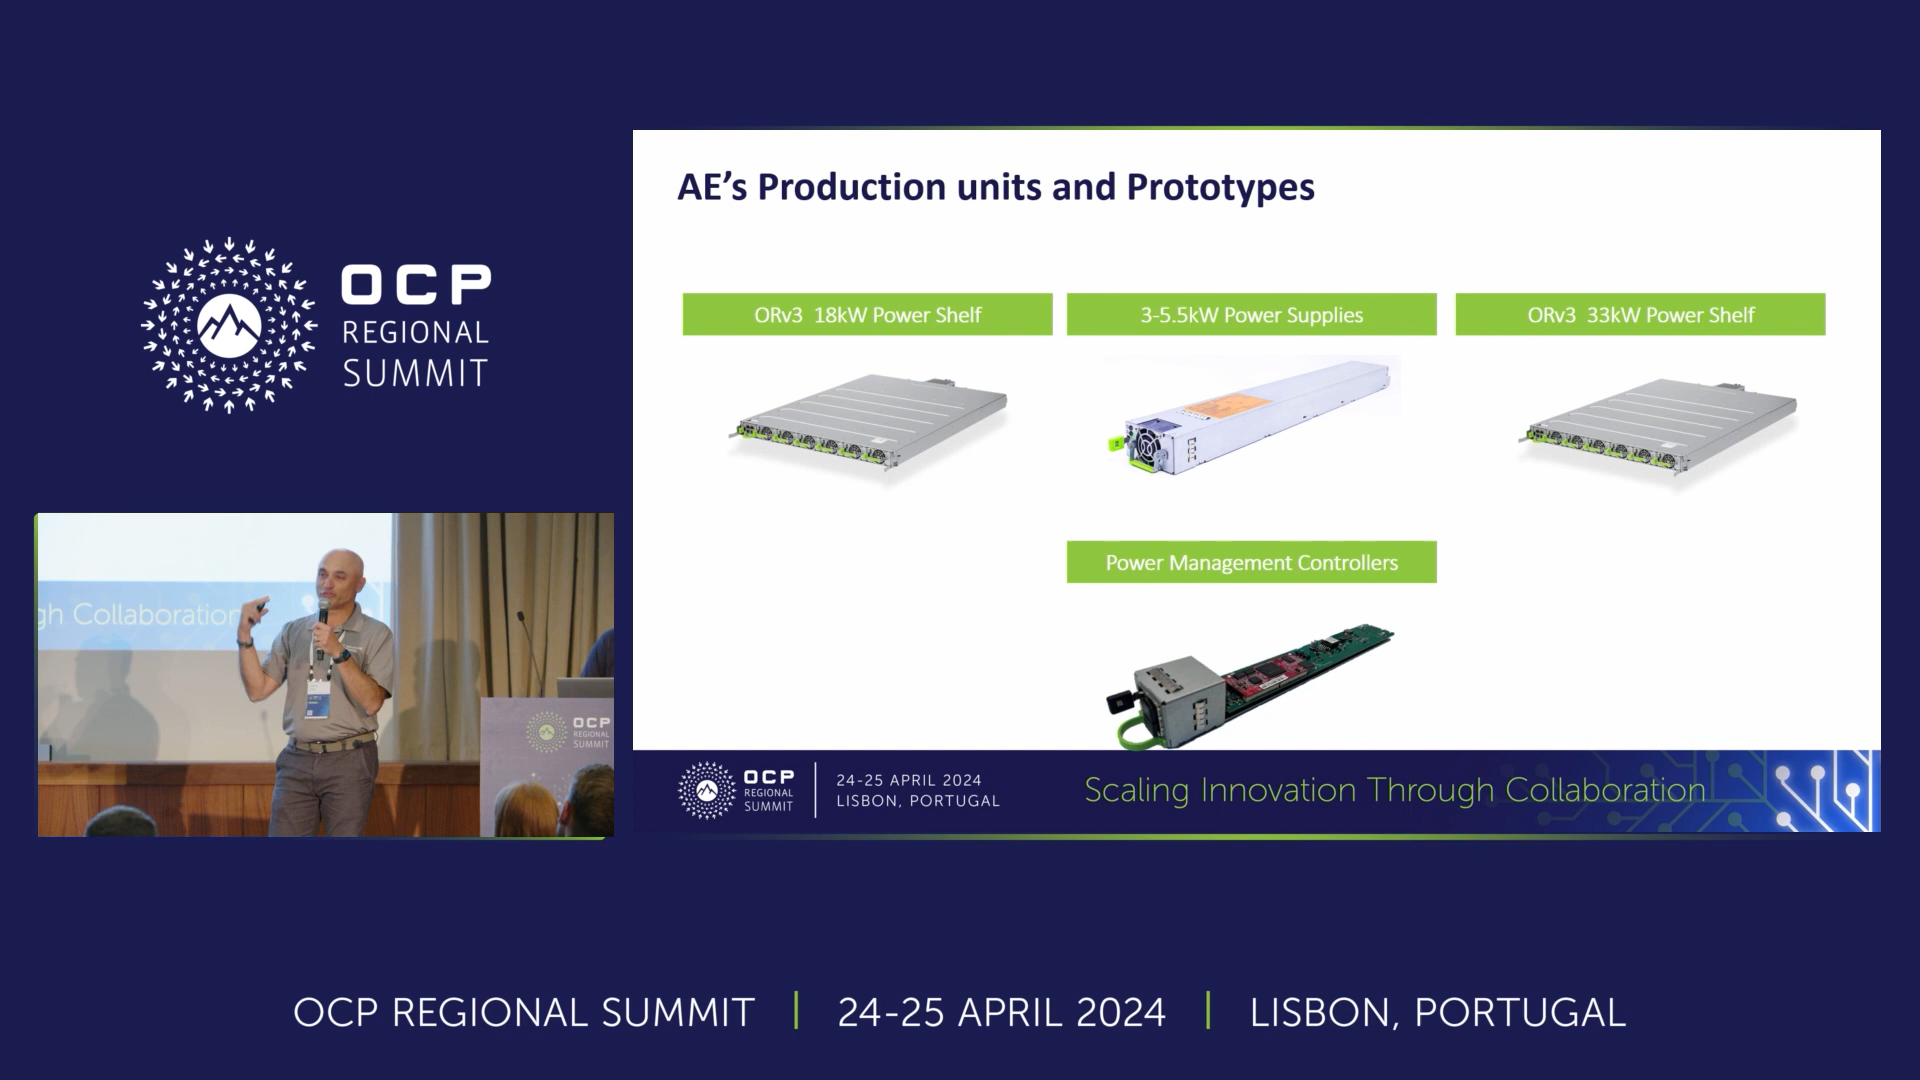 OCP
REGIONAL
SUMMIT
AE's Production units and Prototypes
ORv3 18kW Power Shelf
3-5.5kW Power Supplies
ORv3 33kW Power Shelf
Power Management Controllers
gh Collaboration
OCP
REGIONAL
SUMMIT
OCP
REGIONAL
SUMMIT
24-25 APRIL 2024
LISBON, PORTUGAL
Scaling Innovation Through Collaboration
OCP REGIONAL SUMMIT | 24-25 APRIL 2024 | LISBON, PORTUGAL